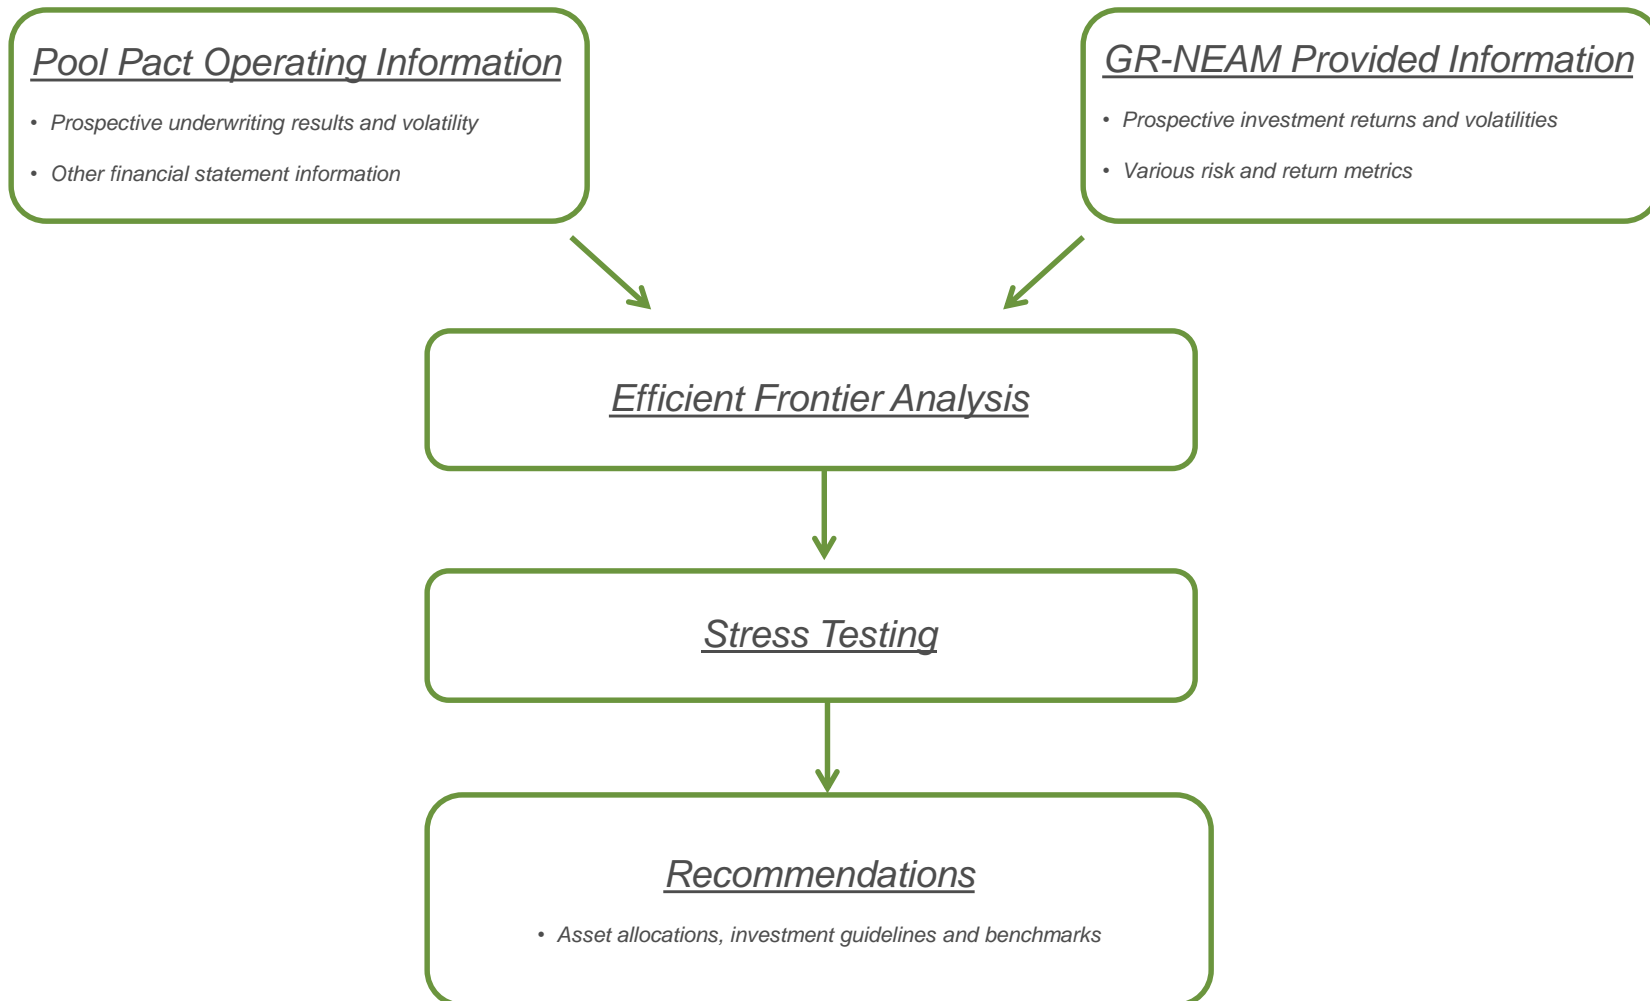 Pool Pact Operating Information
• Prospective underwriting results and volatility
• Other financial statement information
GR-NEAM Provided Information
• Prospective investment returns and volatilities
• Various risk and return metrics
Efficient Frontier Analysis
Stress Testing
Recommendations
• Asset allocations, investment guidelines and benchmarks